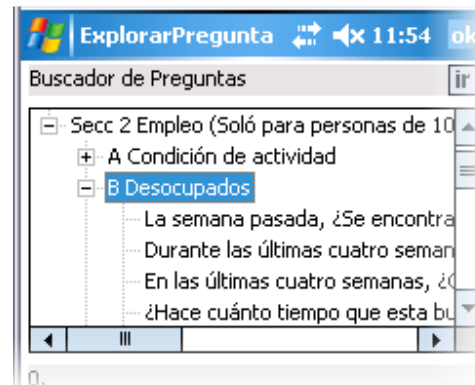 ExplorarPregunta 11:54 ok
Buscador de Preguntas ir
Secc 2 Empleo (Soló para personas de 10
A Condición de actividad
B Desocupados
La semana pasada, ¿Se encontra
Durante las últimas cuatro seman
En las últimas cuatro semanas, ¿
¿Hace cuánto tiempo que esta bu
0.